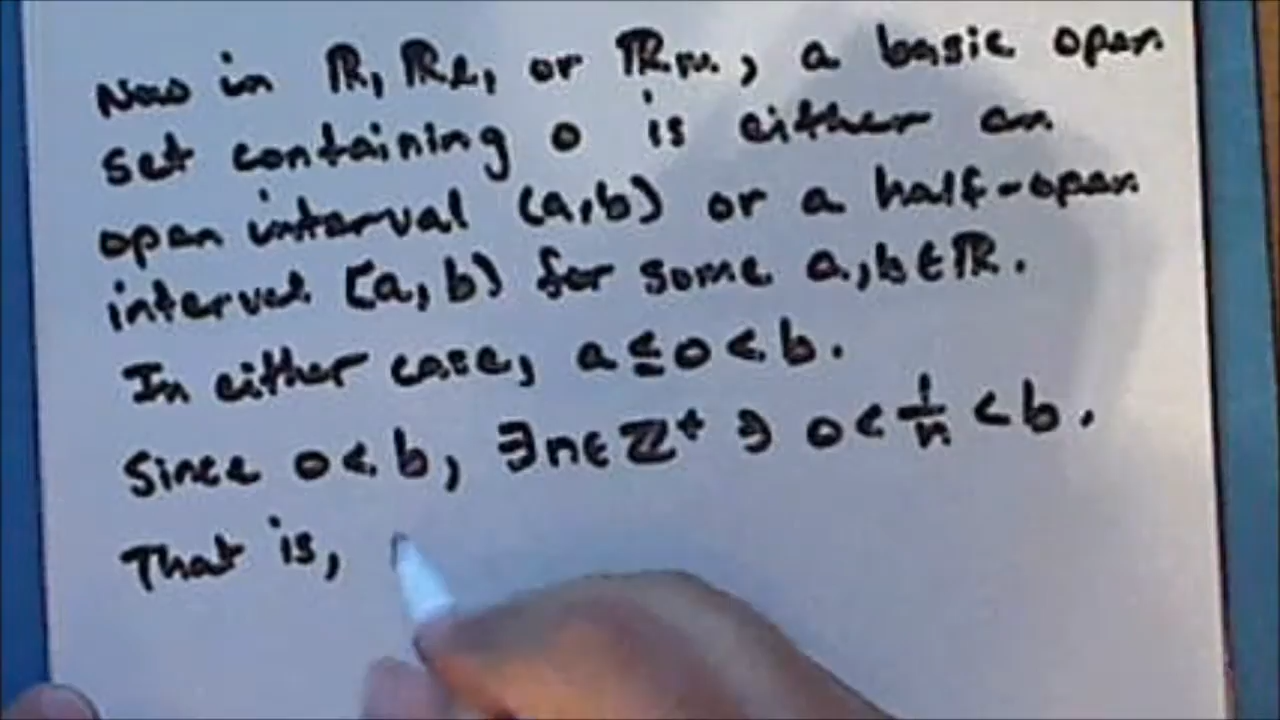 Now in ℝ, ℝℓ, or ℝₙ., a basic open
set containing 0 is either an
open interval (a,b) or a half-open
interval [a, b) for some a,b∈ℝ.
In either case, a≤0<b.
Since 0<b, ∃n∈ℤ⁺ ∋ 0<1/n<b.
That is,